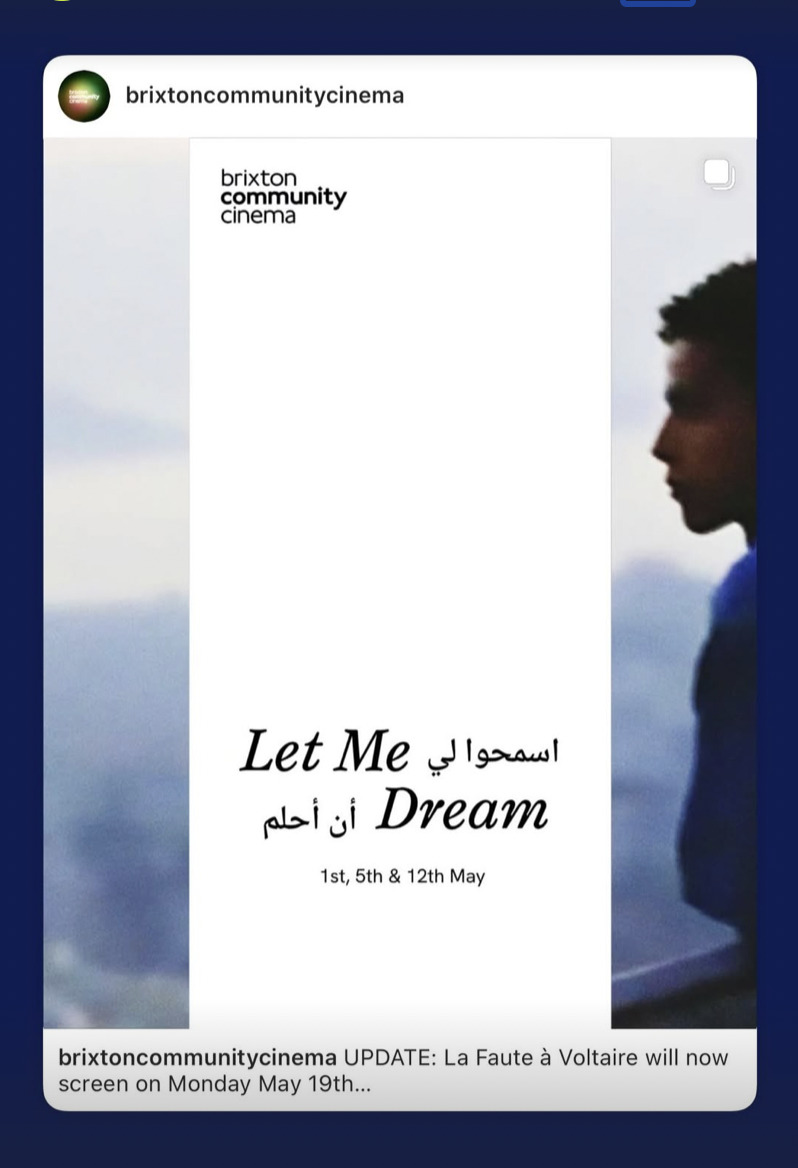 brixtoncommunitycinema
brixton
community
cinema
Let Me اسمحوا لي
أن أحلم Dream
1st, 5th & 12th May
brixtoncommunitycinema UPDATE: La Faute à Voltaire will now
screen on Monday May 19th...